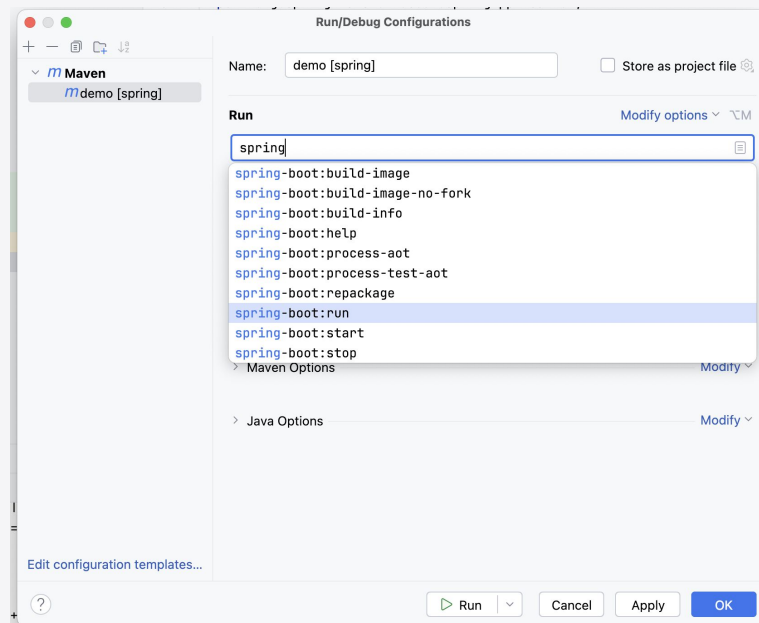 Run/Debug Configurations
Maven
demo [spring]
Name: demo [spring]
Store as project file
Run
Modify options ⌥M
spring
spring-boot:build-image
spring-boot:build-image-no-fork
spring-boot:build-info
spring-boot:help
spring-boot:process-aot
spring-boot:process-test-aot
spring-boot:repackage
spring-boot:run
spring-boot:start
spring-boot:stop
Maven Options
Modify
Java Options
Modify
Edit configuration templates...
?
Run
Cancel
Apply
OK